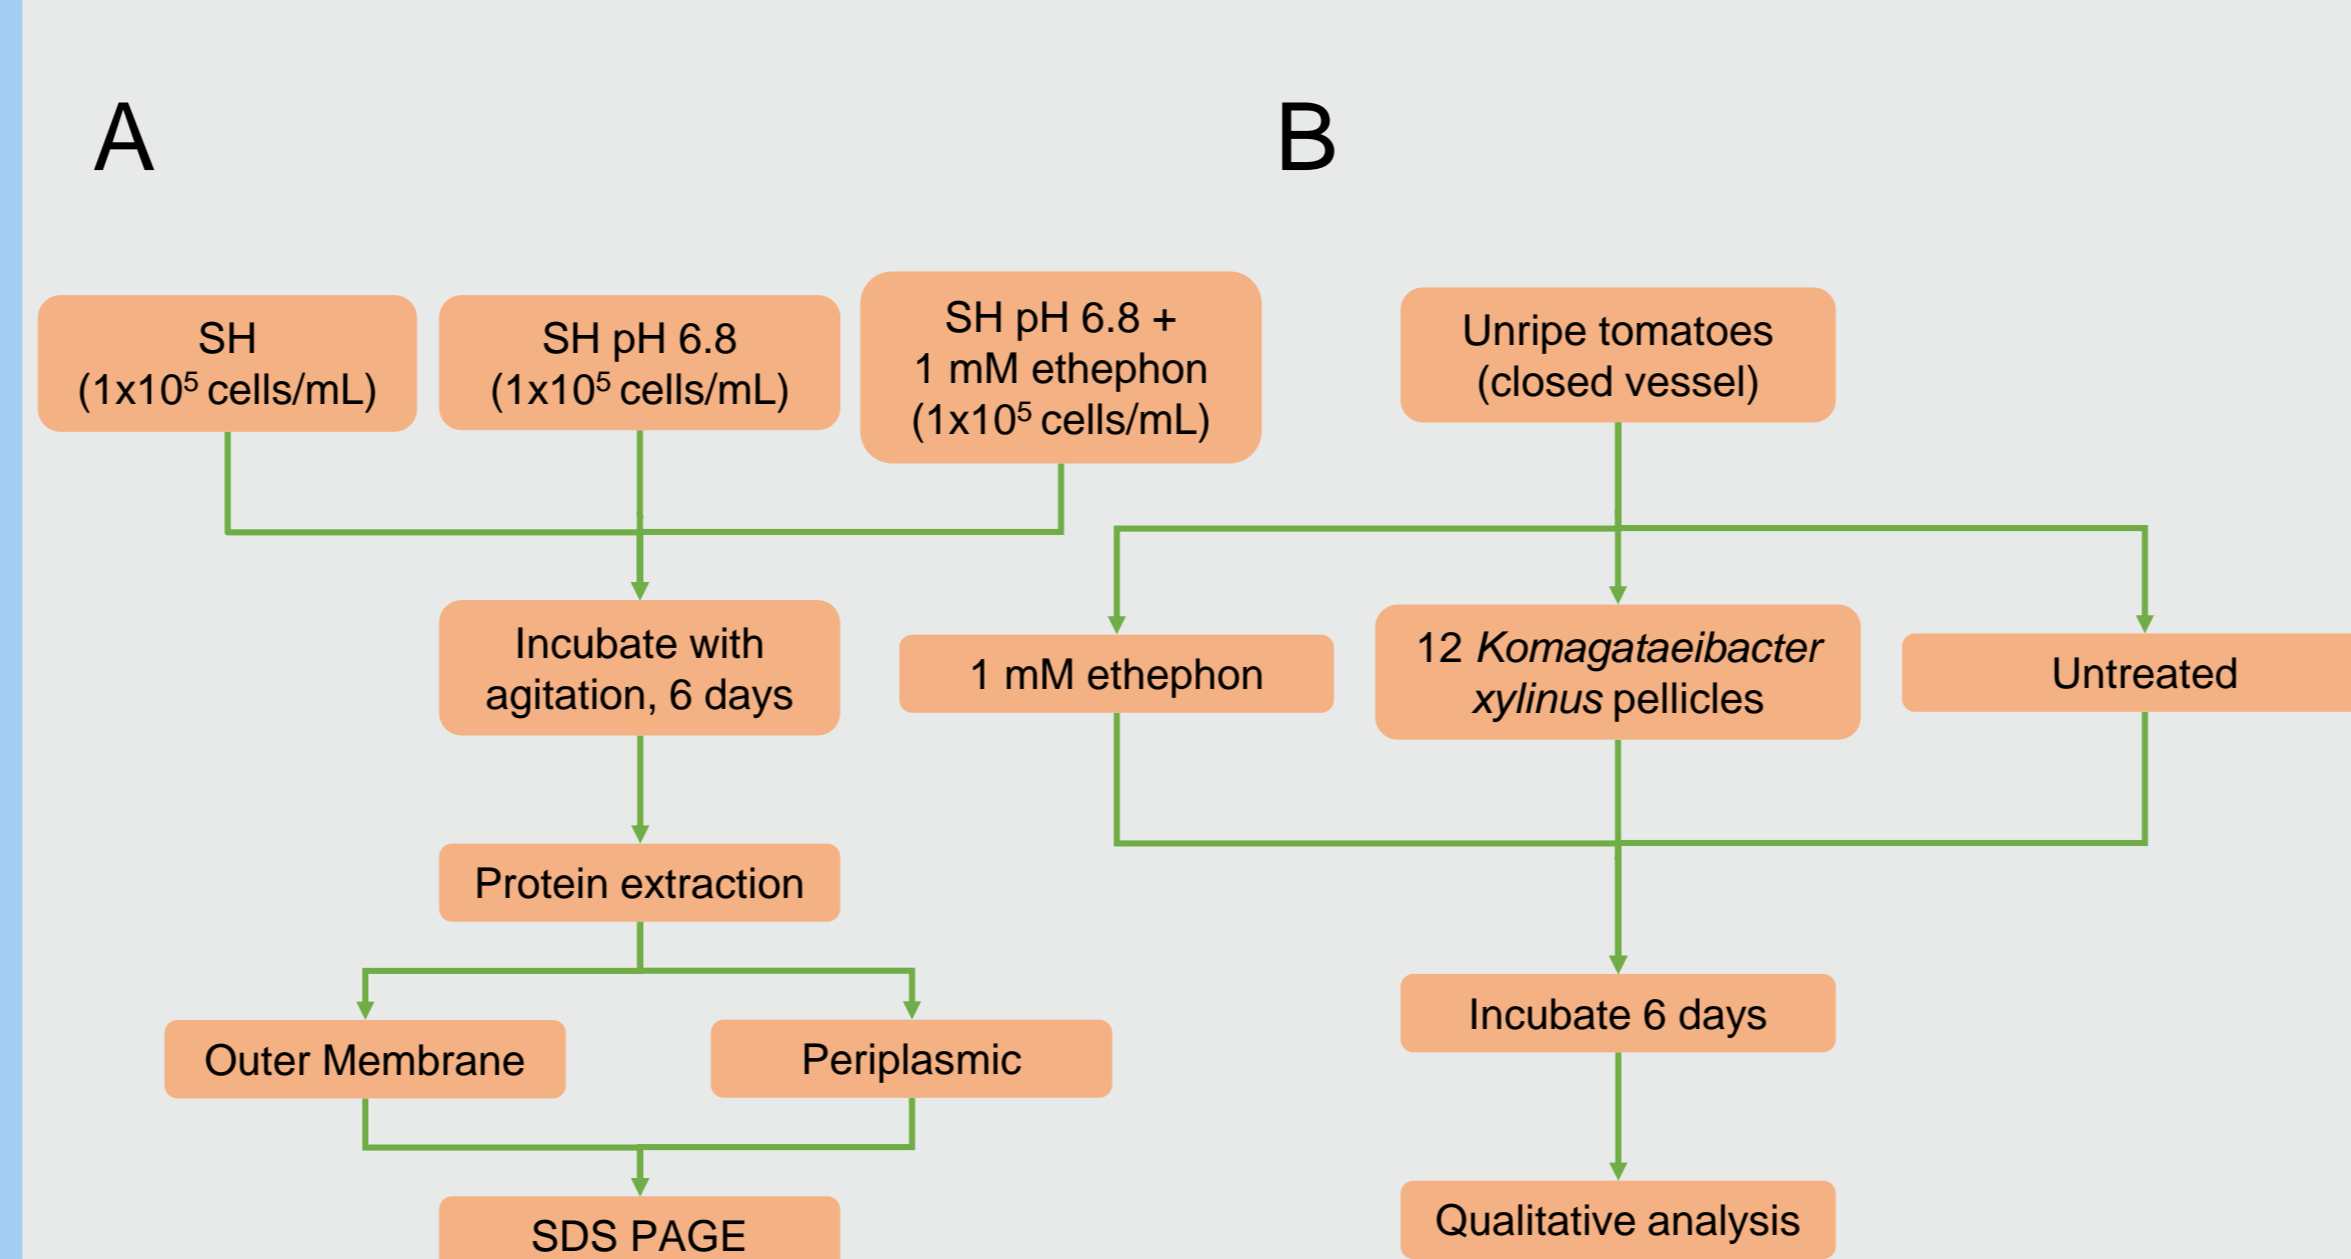 A
SH
(1x10⁵ cells/mL)
SH pH 6.8
(1x10⁵ cells/mL)
SH pH 6.8 +
1 mM ethephon
(1x10⁵ cells/mL)
Incubate with
agitation, 6 days
Protein extraction
Outer Membrane
Periplasmic
SDS PAGE
B
Unripe tomatoes
(closed vessel)
1 mM ethephon
12 Komagataeibacter
xylinus pellicles
Untreated
Incubate 6 days
Qualitative analysis